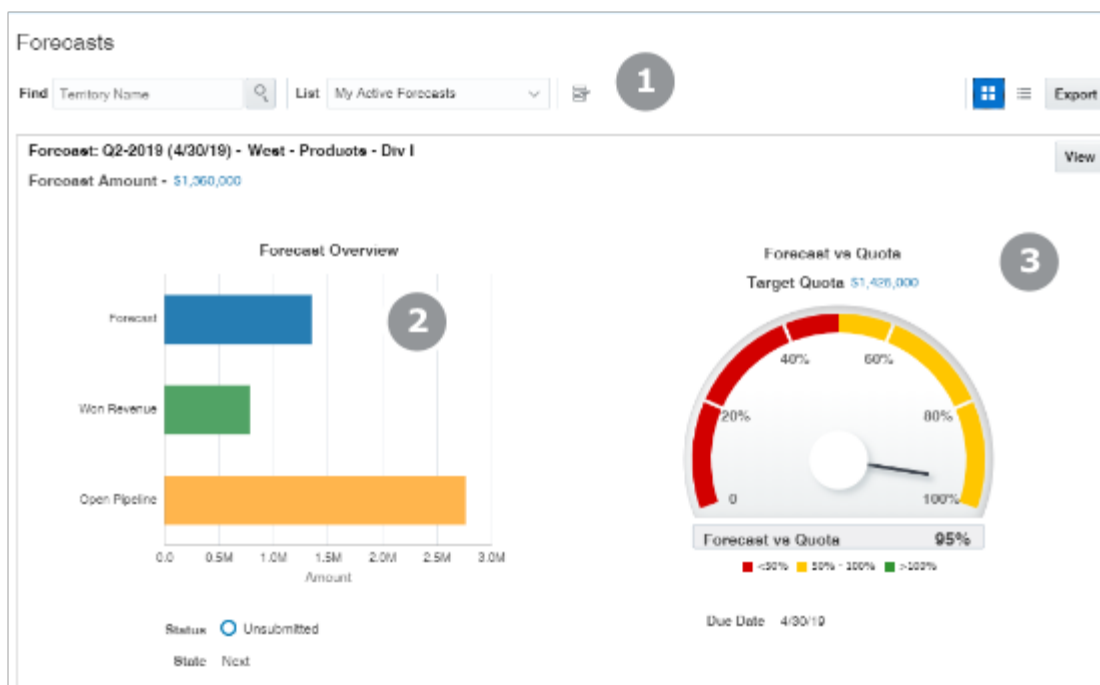 Forecasts
1
Find Territory Name List My Active Forecasts Export
Forecast: Q2-2019 (4/30/19) - West - Products - Div I
View
Forecast Amount - $1,360,000
3
Forecast Overview
Forecast vs Quota
Target Quota $1,426,000
2
Forecast
Won Revenue
Open Pipeline
0.0 0.5M 1.0M 1.5M 2.0M 2.5M 3.0M
Amount
40% 60%
20% 80%
0 100%
Forecast vs Quota 95%
<50% 50% - 100% >100%
Status Unsubmitted
Due Date 4/30/19
State Next